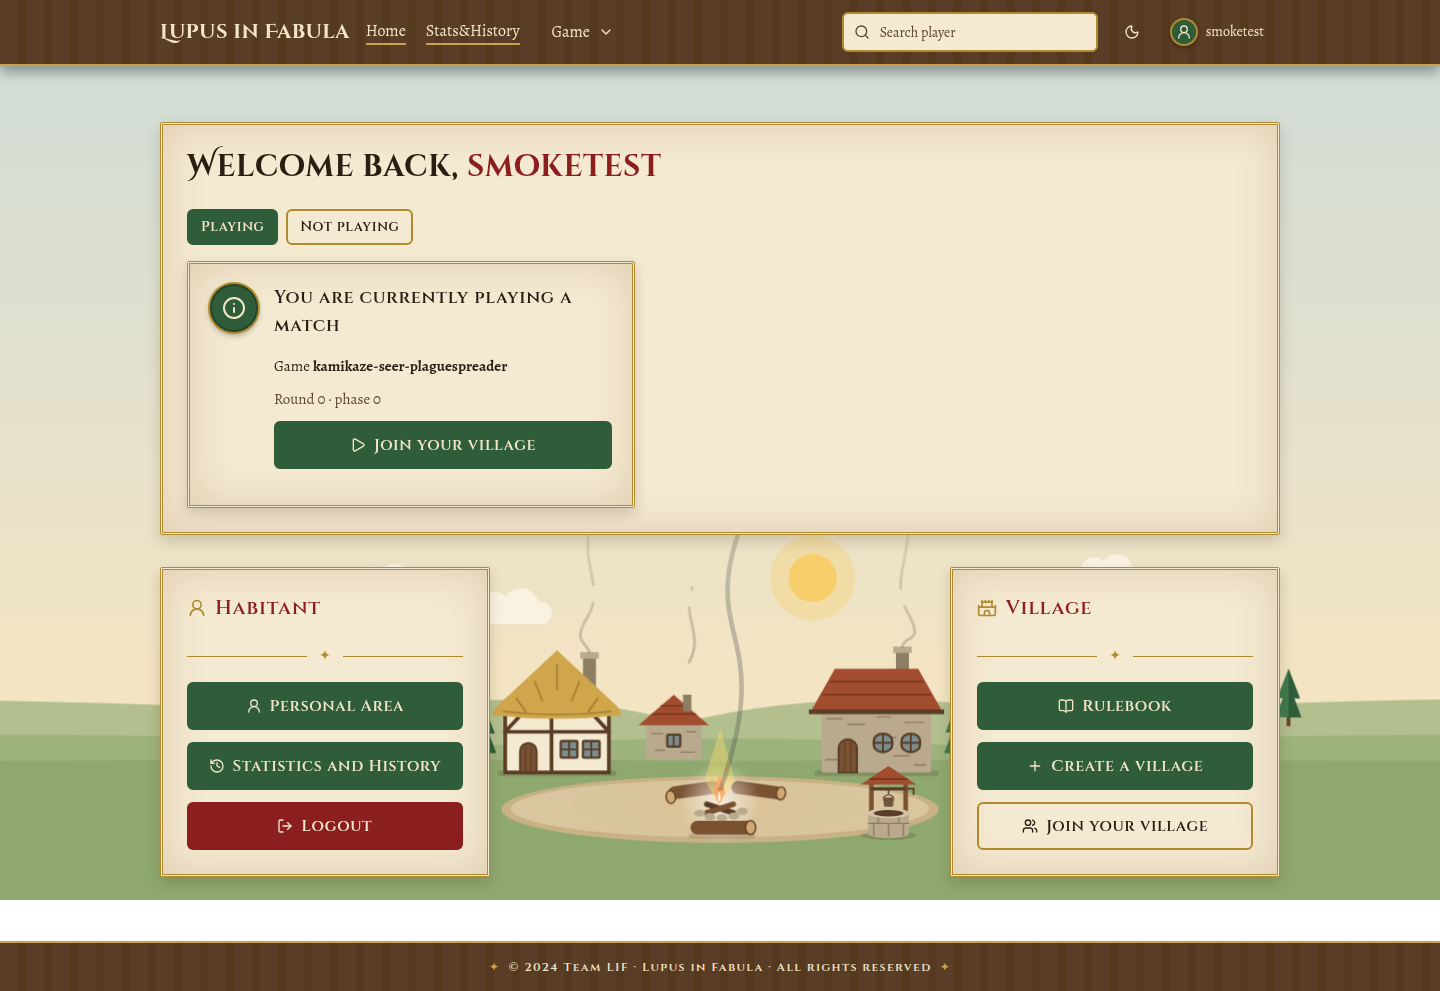 Lupus in Fabula
Home
Stats&History
Game
Search player
smoketest
Welcome back, smoketest
Playing
Not playing
You are currently playing a
match
Game kamikaze-seer-plaguespreader
Round 0 · phase 0
Join your village
Habitant
Personal Area
Statistics and History
Logout
Village
Rulebook
Create a village
Join your village
© 2024 Team LIF · Lupus in Fabula · All rights reserved